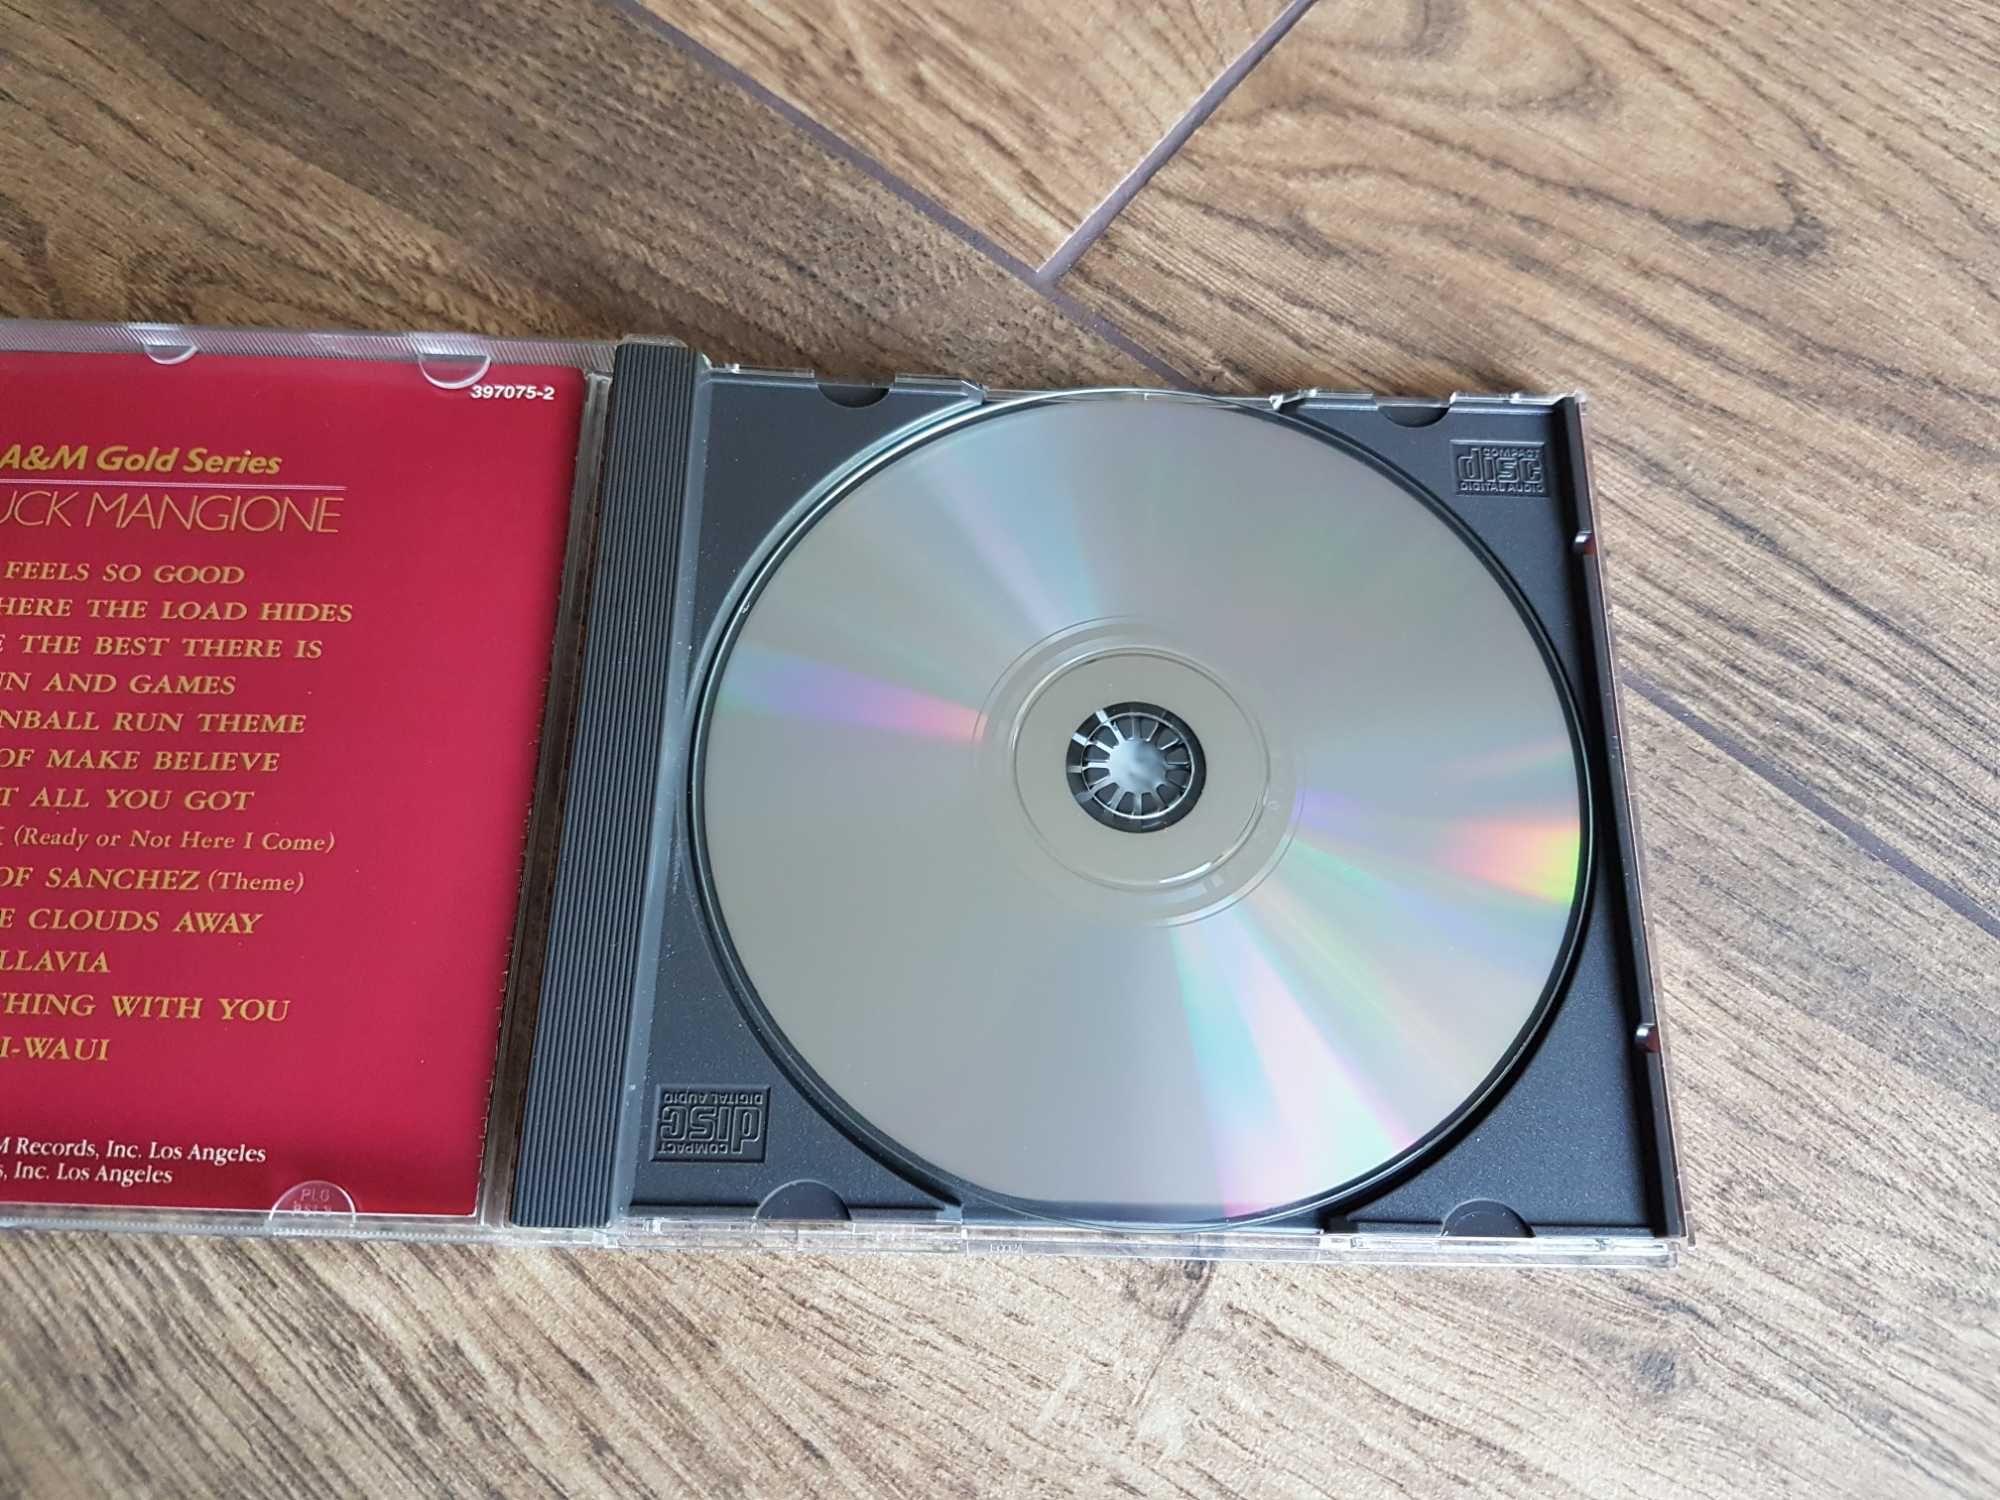 397075-2
A&M Gold Series
UCK MANGIONE
FEELS SO GOOD
HERE THE LOAD HIDES
E THE BEST THERE IS
UN AND GAMES
NBALL RUN THEME
OF MAKE BELIEVE
T ALL YOU GOT
K (Ready or Not Here I Come)
OF SANCHEZ (Theme)
E CLOUDS AWAY
LLAVIA
THING WITH YOU
I-WAUI
M Records, Inc. Los Angeles
s, Inc. Los Angeles
COMPACT
disc
DIGITAL AUDIO
COMPACT
disc
DIGITAL AUDIO